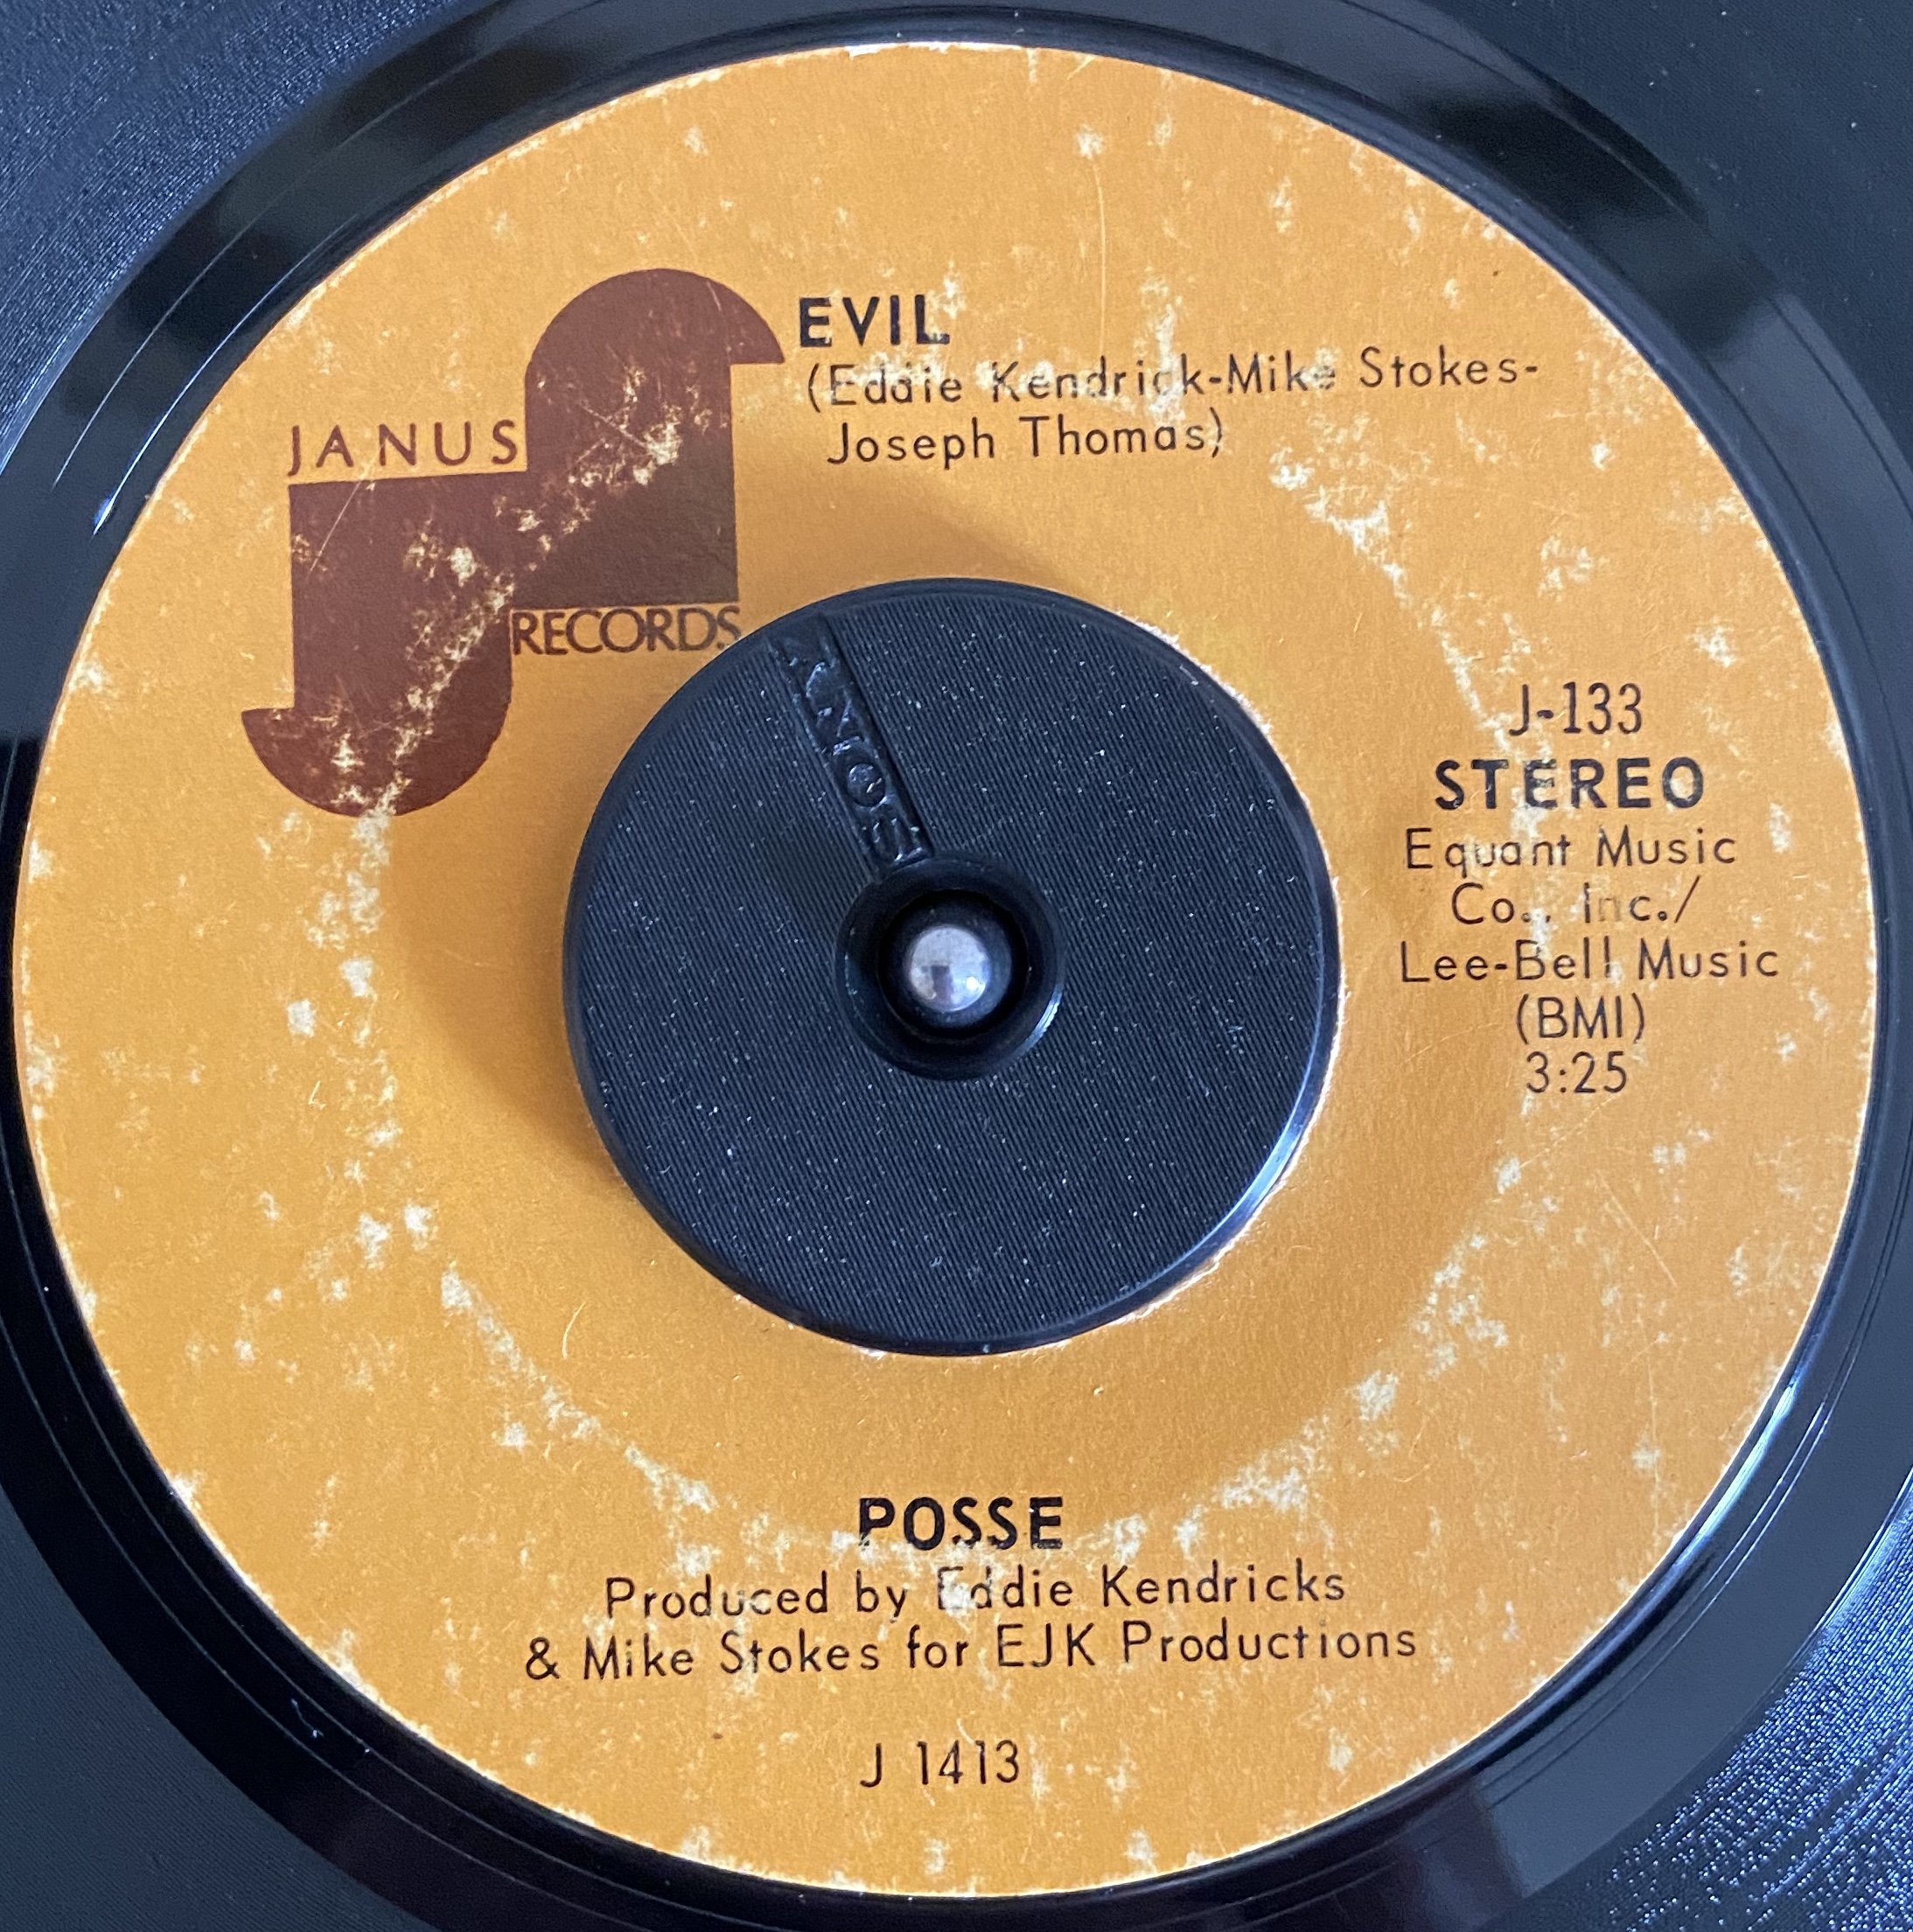 JANUS
RECORDS
EVIL
(Eddie Kendrick-Mike Stokes-
Joseph Thomas)
J-133
STEREO
Equant Music
Co., Inc./
Lee-Bell Music
(BMI)
3:25
POSSE
Produced by Eddie Kendricks
& Mike Stokes for EJK Productions
J 1413
SONY